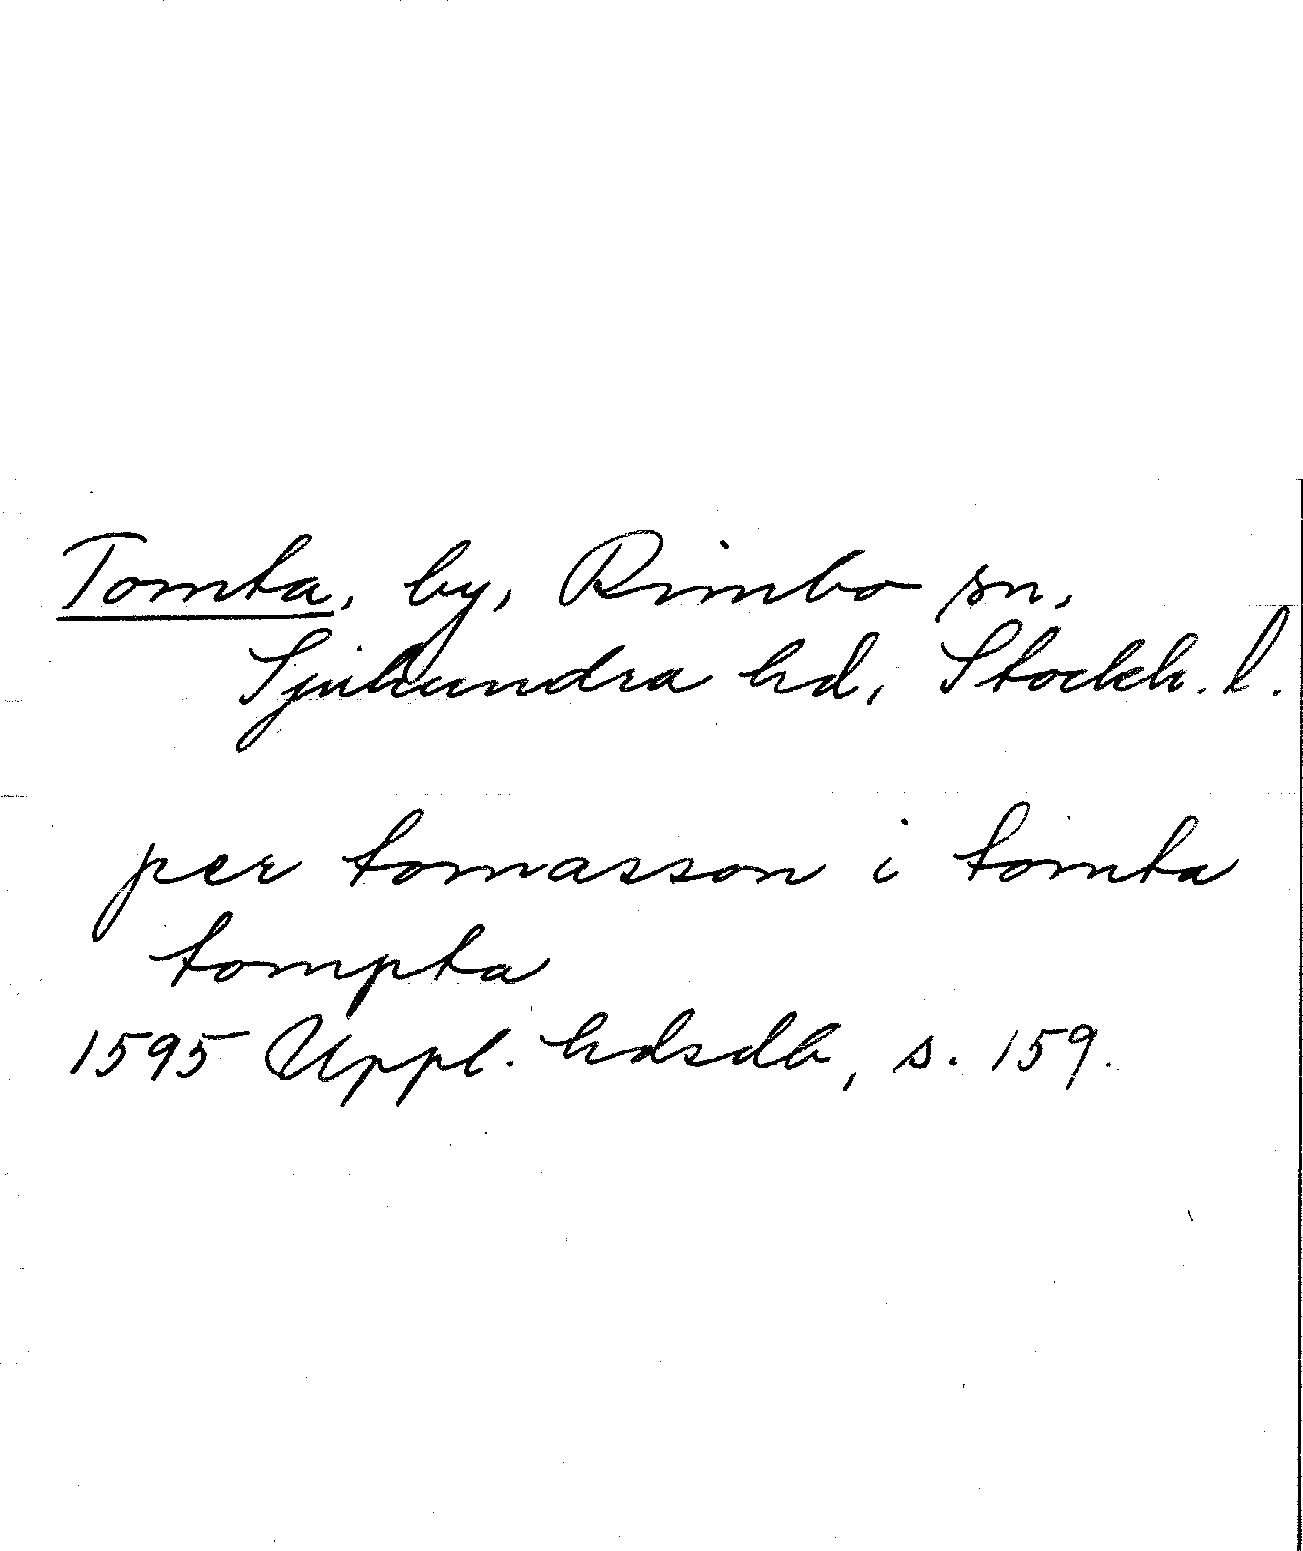 Tomta, by, Rimbo sn,
Sjuhundra hd, Stockh. l.
per tomasson i tomta
tompta
1595 Uppl. hdsdb, s. 159.